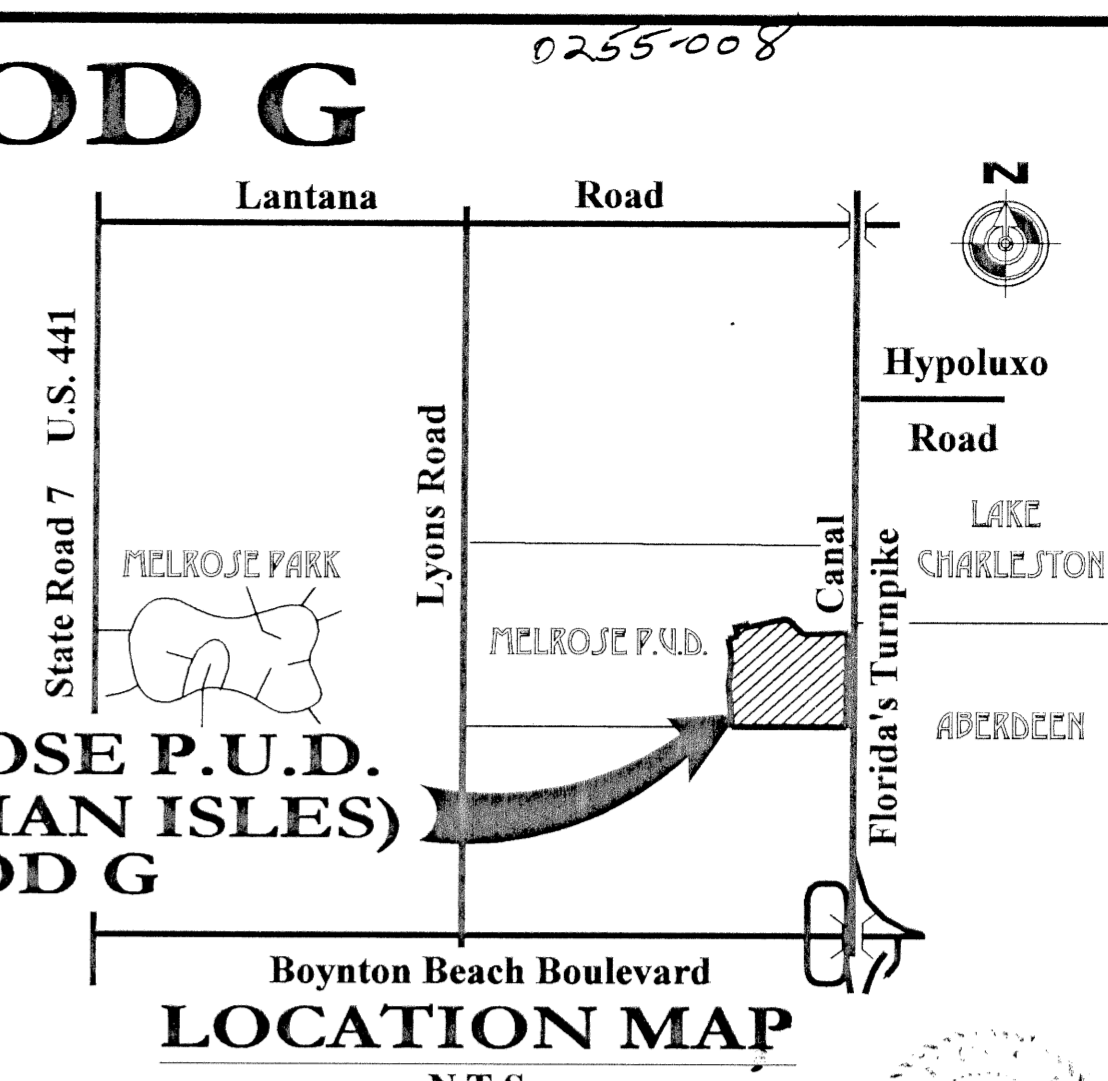 0255-008
OD G
Lantana Road
N
State Road 7 U.S. 441
Lyons Road
Hypoluxo
Road
Canal
Florida's Turnpike
LAKE
CHARLESTON
MELROSE PARK
MELROSE P.U.D.
ABERDEEN
OSE P.U.D.
IAN ISLES)
OD G
Boynton Beach Boulevard
LOCATION MAP
N.T.S.